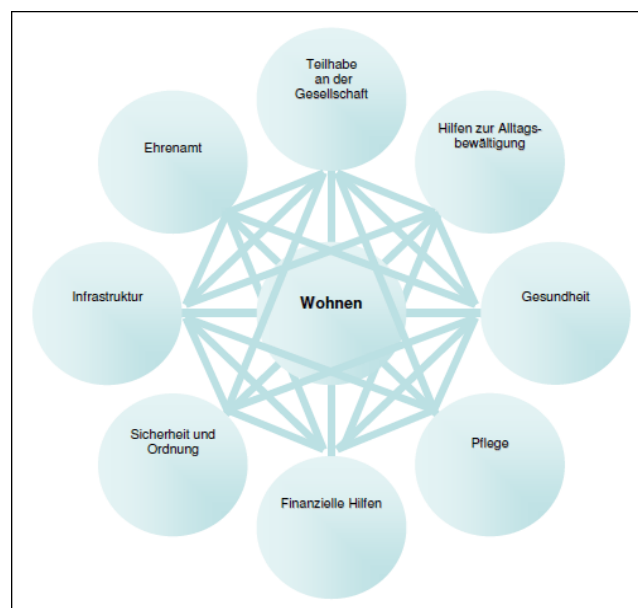 Teilhabe
an der
Gesellschaft
Ehrenamt
Hilfen zur Alltags-
bewältigung
Infrastruktur
Wohnen
Gesundheit
Sicherheit und
Ordnung
Pflege
Finanzielle Hilfen